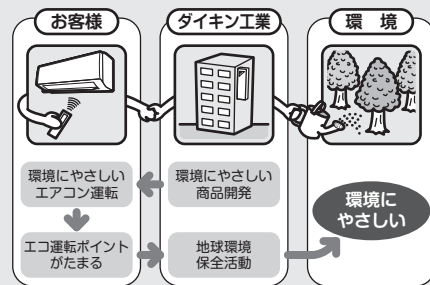 お客様
ダイキン工業
環 境
環境にやさしい
エアコン運転
環境にやさしい
商品開発
エコ運転ポイント
がたまる
地球環境
保全活動
環境に
やさしい